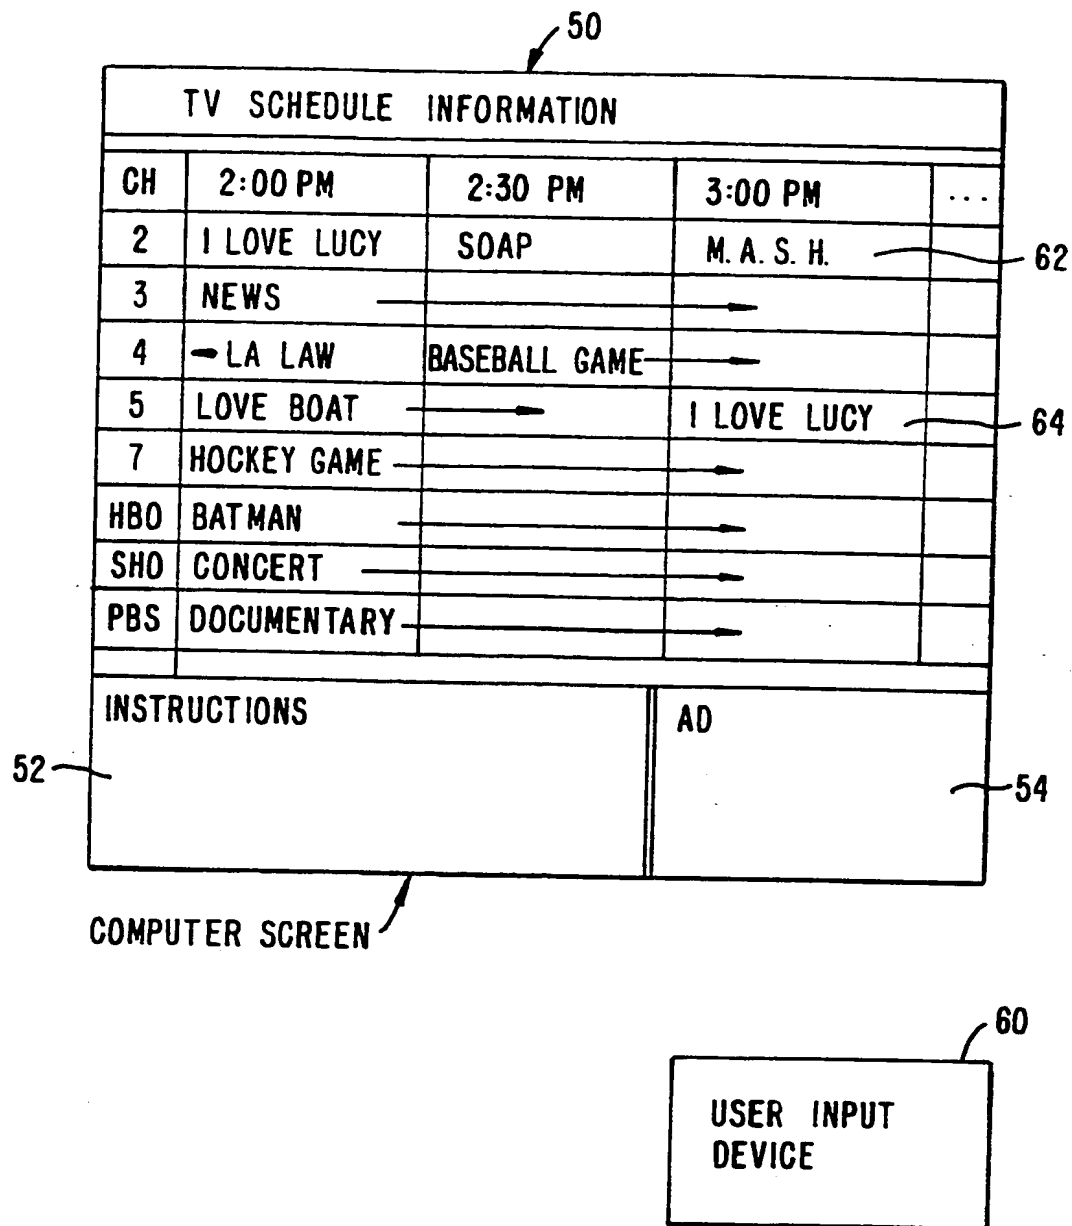 50
TV SCHEDULE INFORMATION
CH 2:00 PM 2:30 PM 3:00 PM ...
2 I LOVE LUCY SOAP M.A.S.H. 62
3 NEWS
4 LA LAW BASEBALL GAME
5 LOVE BOAT I LOVE LUCY 64
7 HOCKEY GAME
HBO BATMAN
SHO CONCERT
PBS DOCUMENTARY
INSTRUCTIONS AD
52 54
COMPUTER SCREEN
60
USER INPUT
DEVICE